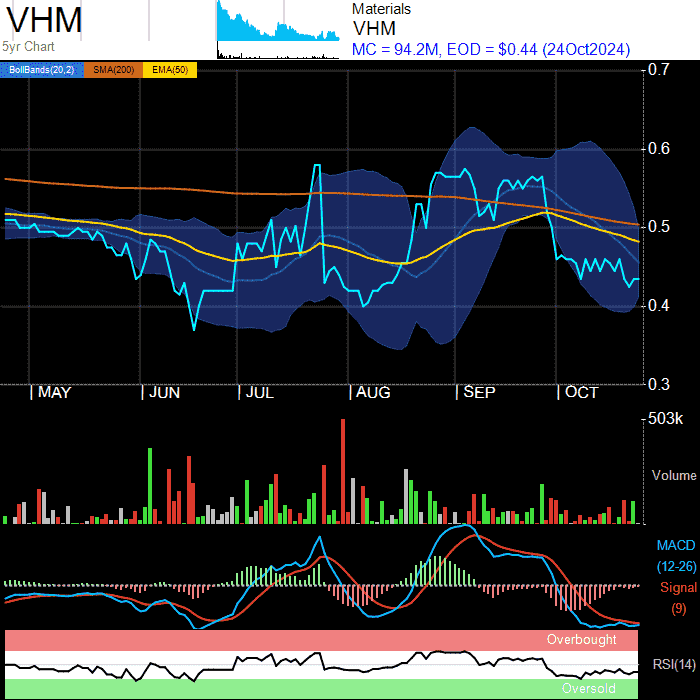 VHM
5yr Chart
Materials
VHM
MC = 94.2M, EOD = $0.44 (24Oct2024)
BollBands(20,2) SMA(200) EMA(50)
0.7
0.6
0.5
0.4
0.3
MAY JUN JUL AUG SEP OCT
503k
Volume
MACD
(12-26)
Signal
(9)
Overbought
RSI(14)
Oversold